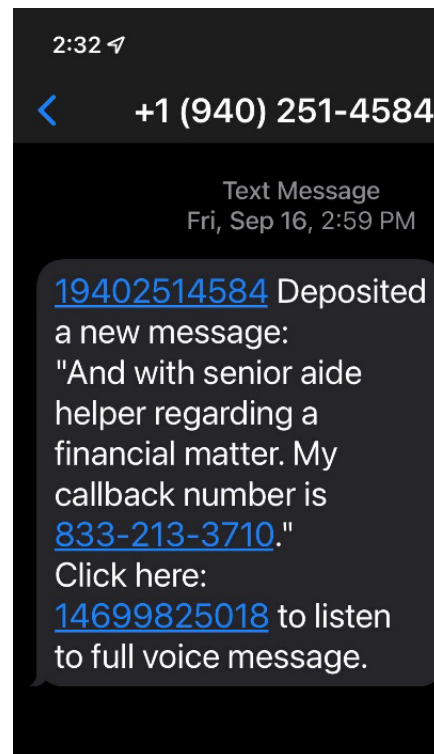 2:32
+1 (940) 251-4584
Text Message
Fri, Sep 16, 2:59 PM
19402514584 Deposited
a new message:
"And with senior aide
helper regarding a
financial matter. My
callback number is
833-213-3710."
Click here:
14699825018 to listen
to full voice message.